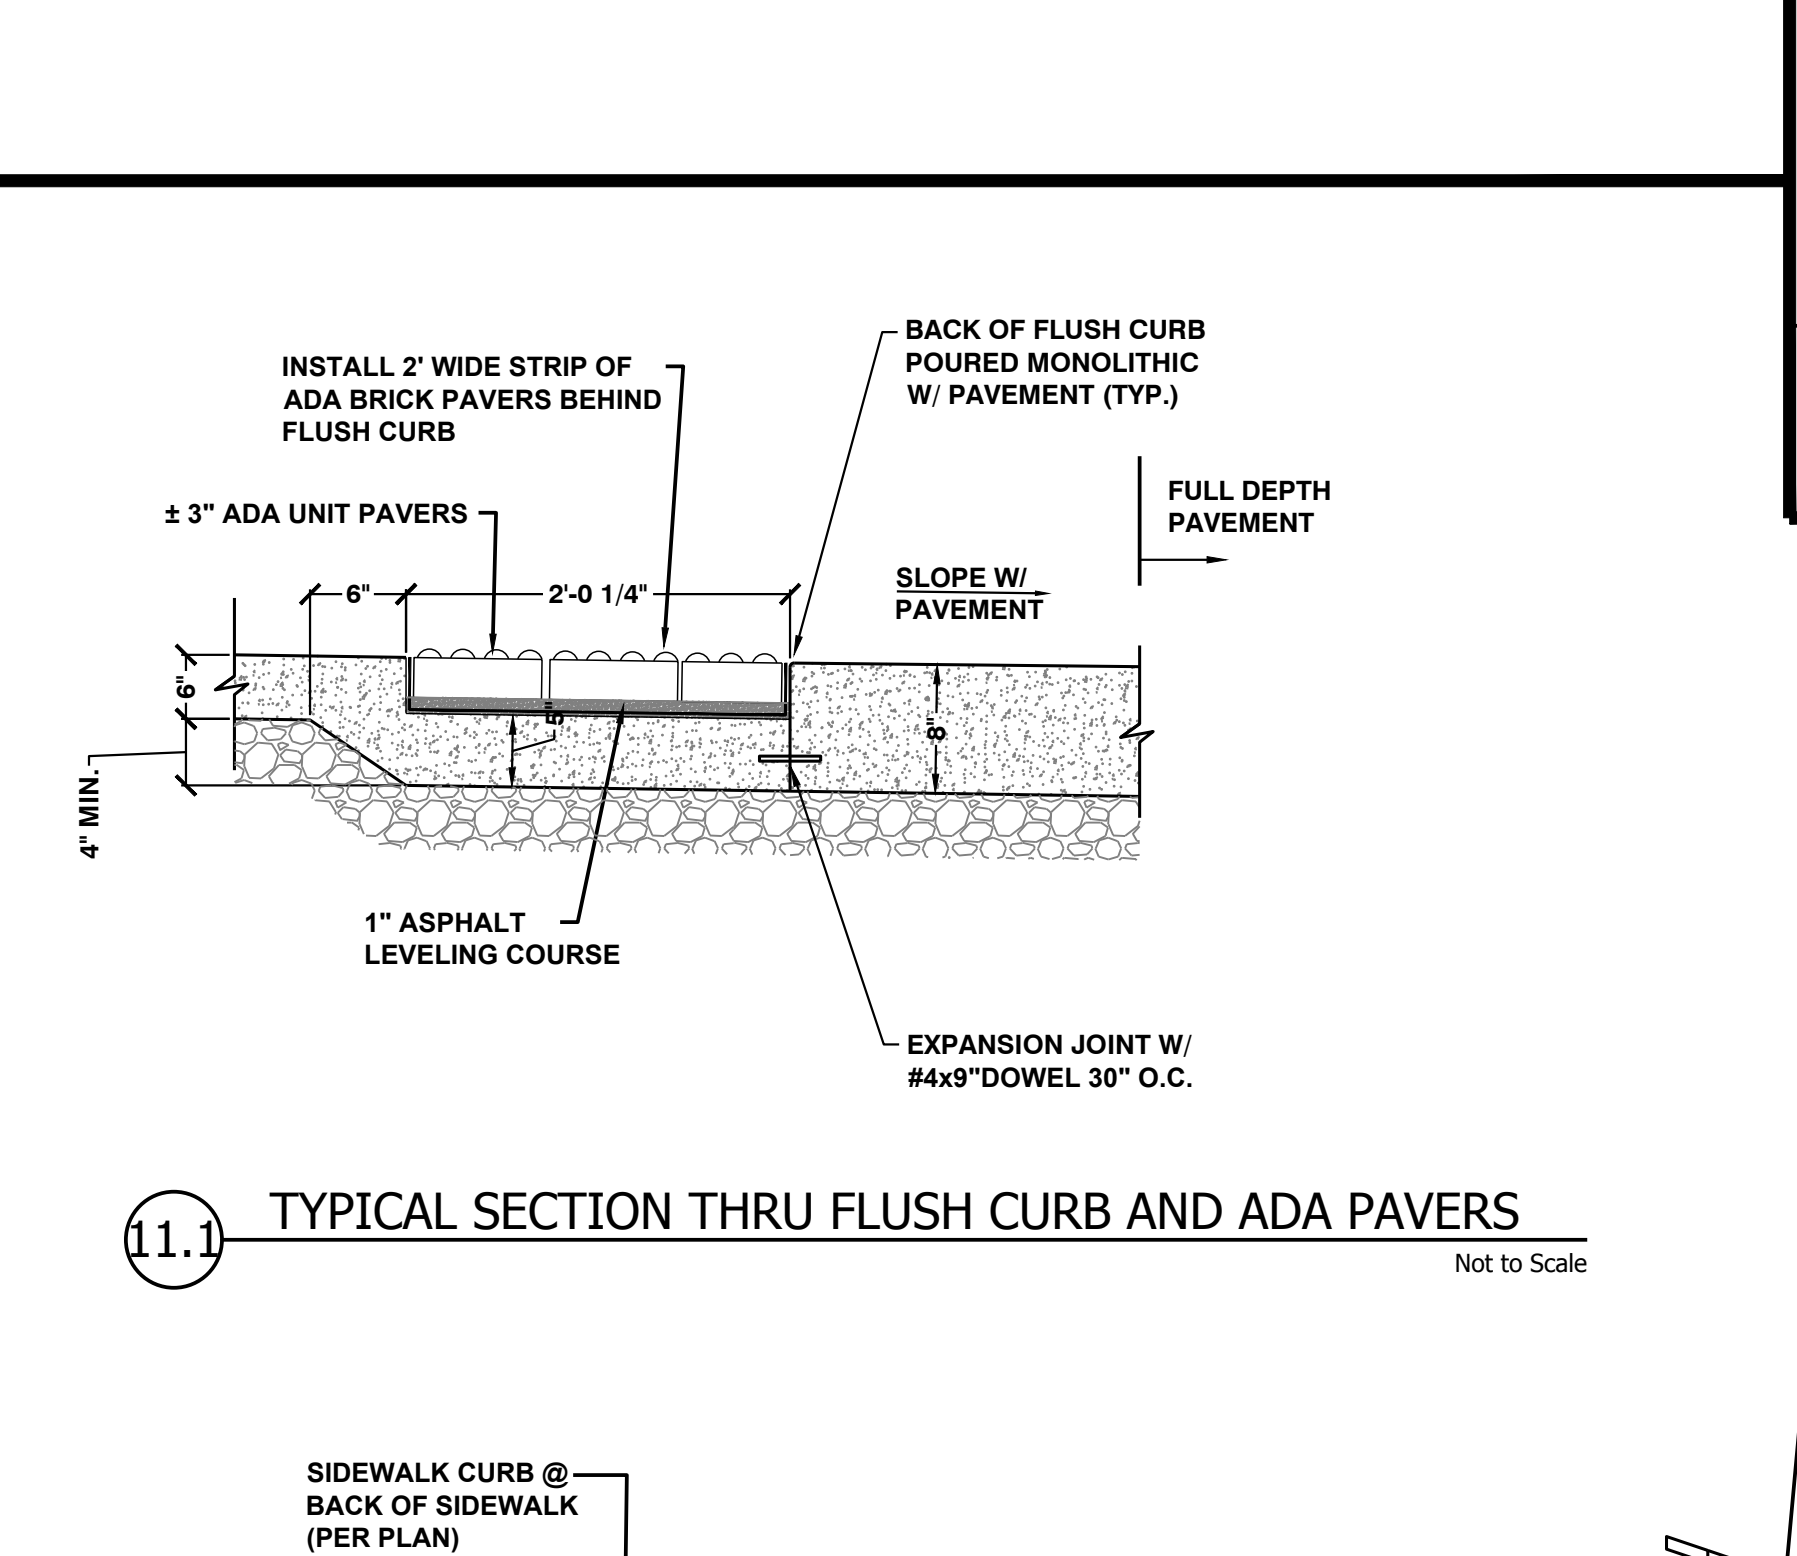 BACK OF FLUSH CURB
POURED MONOLITHIC
W/ PAVEMENT (TYP.)
INSTALL 2' WIDE STRIP OF
ADA BRICK PAVERS BEHIND
FLUSH CURB
FULL DEPTH
PAVEMENT
± 3" ADA UNIT PAVERS
SLOPE W/
PAVEMENT
6"
2'-0 1/4"
6"
5"
8"
4" MIN.
1" ASPHALT
LEVELING COURSE
EXPANSION JOINT W/
#4x9"DOWEL 30" O.C.
11.1
TYPICAL SECTION THRU FLUSH CURB AND ADA PAVERS
Not to Scale
SIDEWALK CURB @
BACK OF SIDEWALK
(PER PLAN)